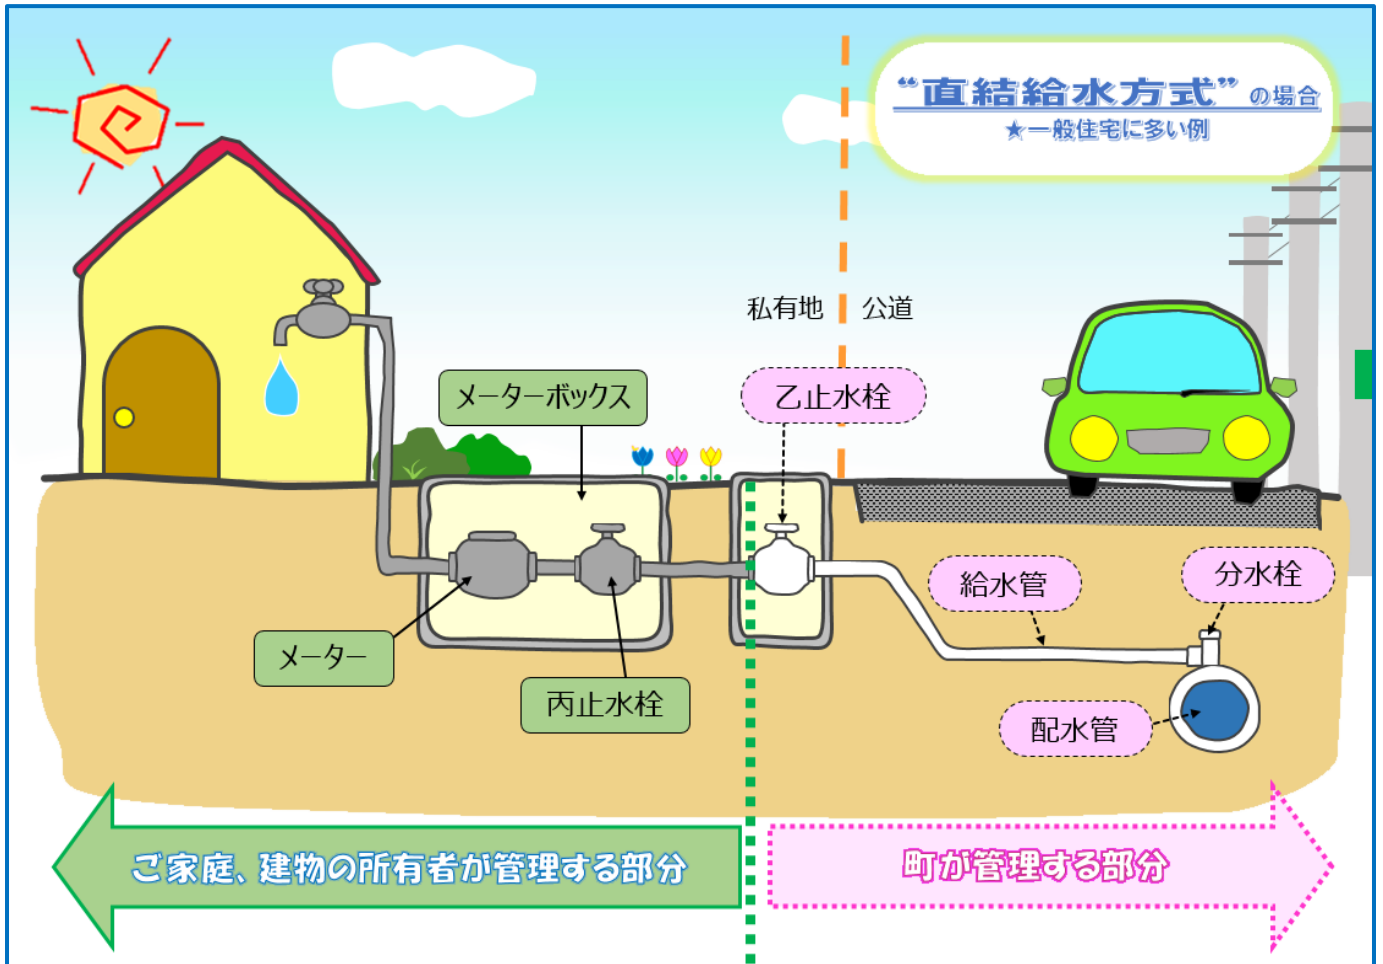 “直結給水方式”の場合
★一般住宅に多い例
私有地
公道
メーターボックス
乙止水栓
給水管
分水栓
メーター
丙止水栓
配水管
ご家庭、建物の所有者が管理する部分
町が管理する部分